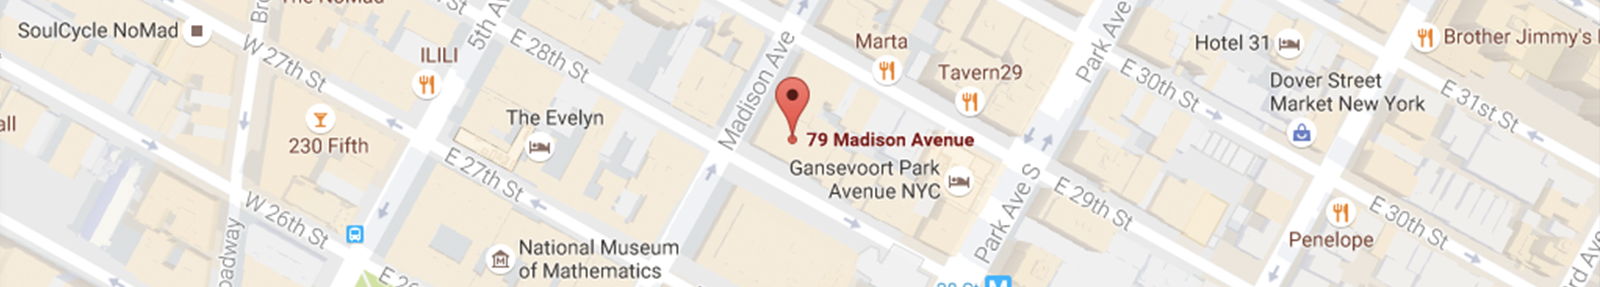 The NoMad
SoulCycle NoMad
5th Av
W 27th St
ILILI
E 28th St
Madison Ave
Marta
Tavern29
Park Ave
Hotel 31
Brother Jimmy's
E 30th St
Dover Street
Market New York
E 31st St
The Evelyn
230 Fifth
79 Madison Avenue
Gansevoort Park
Avenue NYC
E 27th St
W 26th St
Park Ave S
E 29th St
E 30th St
Penelope
National Museum
of Mathematics